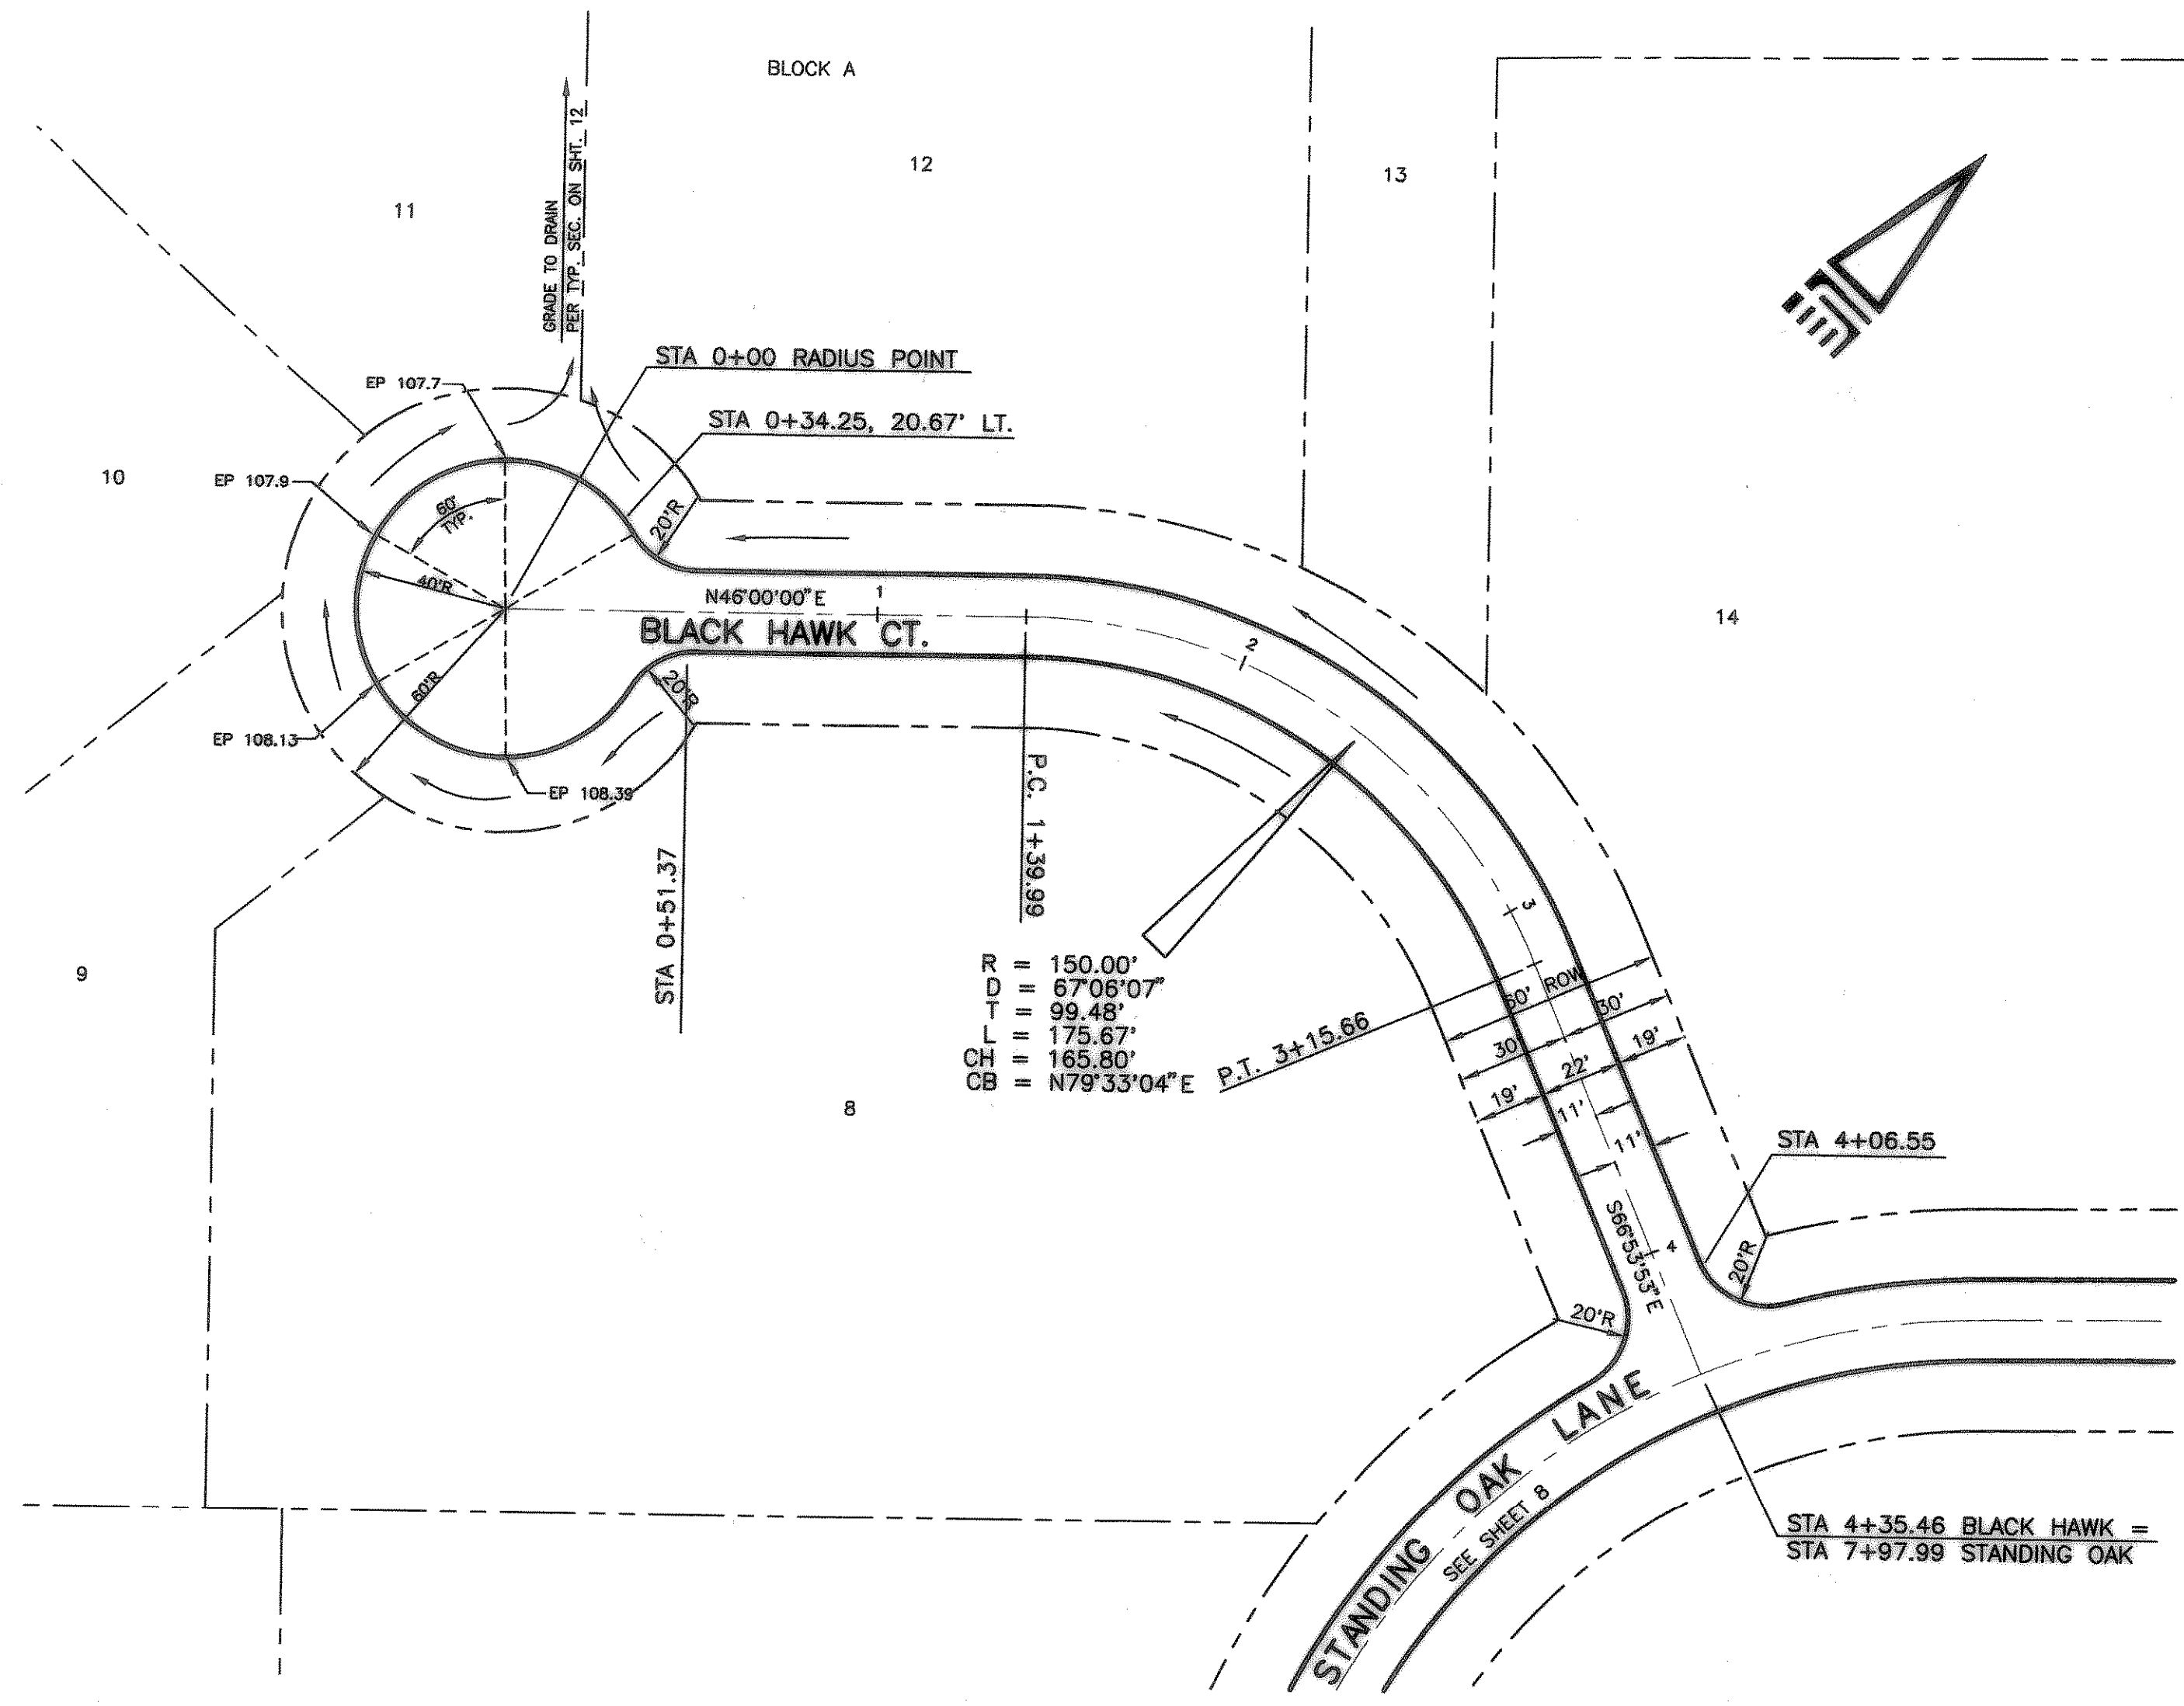 BLOCK A
12
13
11
GRADE TO DRAIN
PER TYP. SEC. ON SHT. 12
STA 0+00 RADIUS POINT
EP 107.7
STA 0+34.25, 20.67' LT.
10
EP 107.9
60°
TYP.
20'R
40'R
N46°00'00"E
1
BLACK HAWK CT.
2
14
60'R
20'R
EP 108.13
EP 108.39
STA 0+51.37
P.C. 1+39.99
3
9
R = 150.00'
D = 67°06'07"
T = 99.48'
L = 175.67'
CH = 165.80'
CB = N79°33'04"E
P.T. 3+15.66
60' ROW
30'
30'
19'
22'
19'
11'
11'
8
STA 4+06.55
S66°53'53"E
4
20'R
20'R
STANDING OAK LANE
SEE SHEET 8
STA 4+35.46 BLACK HAWK =
STA 7+97.99 STANDING OAK